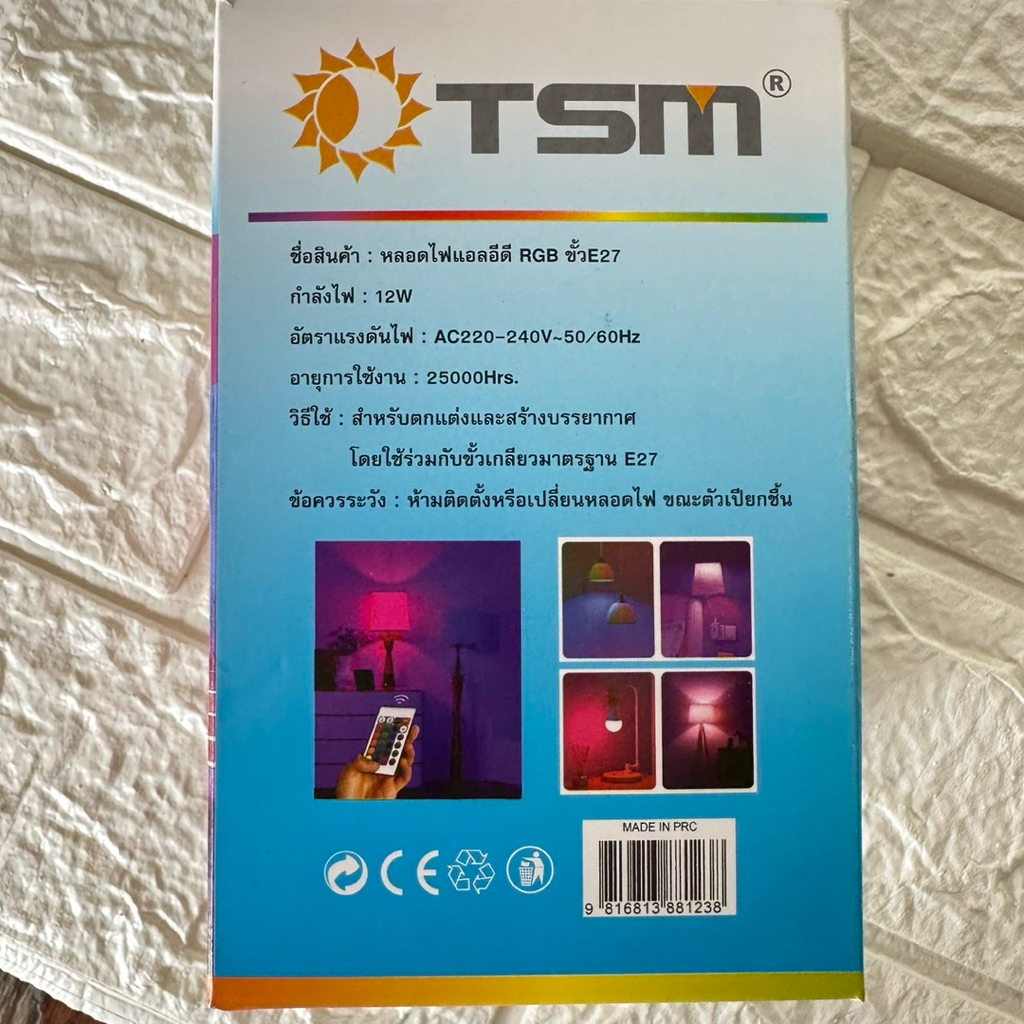 TSM®
ชื่อสินค้า : หลอดไฟแอลอีดี RGB ขั้วE27
กำลังไฟ : 12W
อัตราแรงดันไฟ : AC220-240V~50/60Hz
อายุการใช้งาน : 25000Hrs.
วิธีใช้ : สำหรับตกแต่งและสร้างบรรยากาศ
โดยใช้ร่วมกับขั้วเกลียวมาตรฐาน E27
ข้อควรระวัง : ห้ามติดตั้งหรือเปลี่ยนหลอดไฟ ขณะตัวเปียกชื้น
CE
MADE IN PRC
9 816813 881238